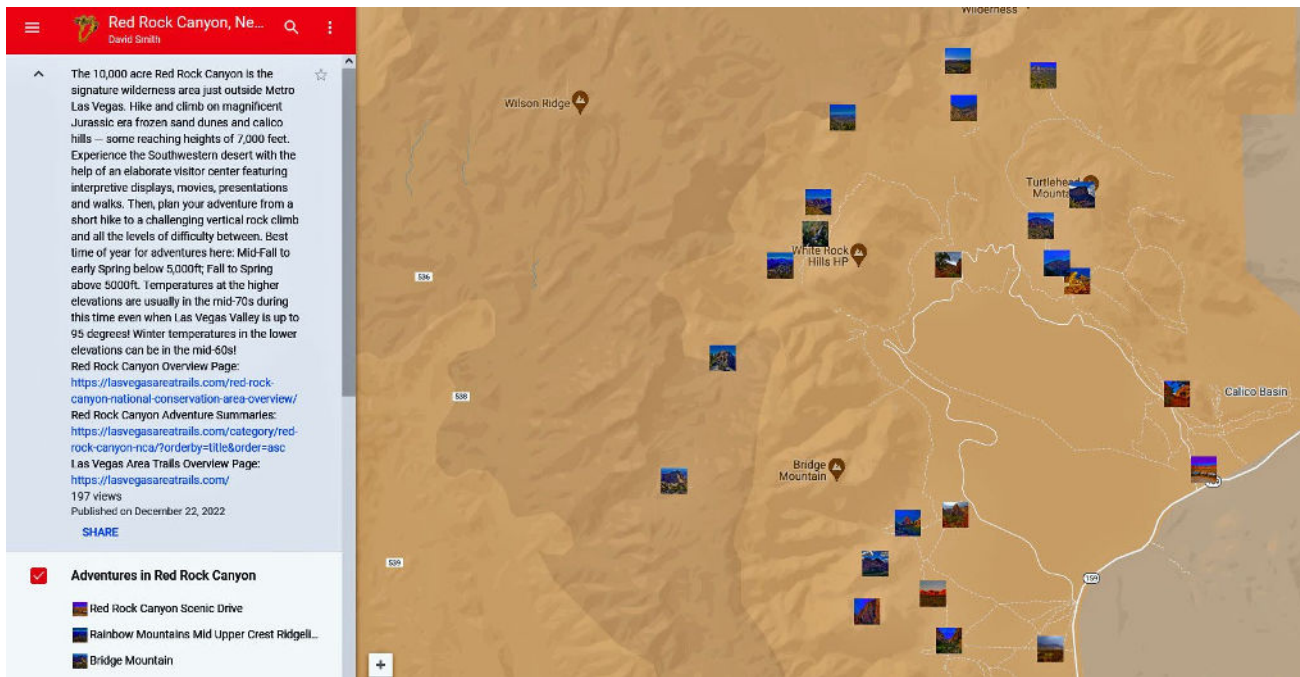 Red Rock Canyon, Ne...
David Smith
The 10,000 acre Red Rock Canyon is the
signature wilderness area just outside Metro
Las Vegas. Hike and climb on magnificent
Jurassic era frozen sand dunes and calico
hills — some reaching heights of 7,000 feet.
Experience the Southwestern desert with the
help of an elaborate visitor center featuring
interpretive displays, movies, presentations
and walks. Then, plan your adventure from a
short hike to a challenging vertical rock climb
and all the levels of difficulty between. Best
time of year for adventures here: Mid-Fall to
early Spring below 5,000ft; Fall to Spring
above 5000ft. Temperatures at the higher
elevations are usually in the mid-70s during
this time even when Las Vegas Valley is up to
95 degrees! Winter temperatures in the lower
elevations can be in the mid-60s!
Red Rock Canyon Overview Page:
https://lasvegasareatrails.com/red-rock-
canyon-national-conservation-area-overview/
Red Rock Canyon Adventure Summaries:
https://lasvegasareatrails.com/category/red-
rock-canyon-nca/?orderby=title&order=asc
Las Vegas Area Trails Overview Page:
https://lasvegasareatrails.com/
197 views
Published on December 22, 2022
SHARE
Adventures in Red Rock Canyon
Red Rock Canyon Scenic Drive
Rainbow Mountains Mid Upper Crest Ridgeli...
Bridge Mountain
Wilderness
Wilson Ridge
Turtlehead
White Rock
Hills HP
536
538
Calico Basin
Bridge
Mountain
539
159